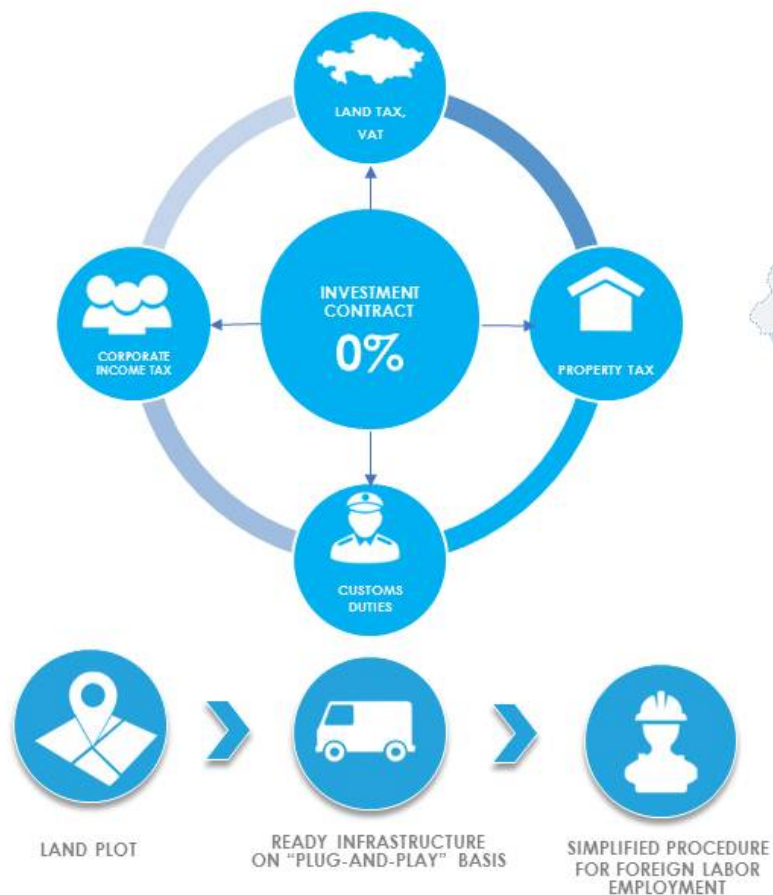 LAND TAX,
VAT
INVESTMENT
CONTRACT
0%
CORPORATE
INCOME TAX
PROPERTY TAX
CUSTOMS
DUTIES
LAND PLOT
READY INFRASTRUCTURE
ON “PLUG-AND-PLAY” BASIS
SIMPLIFIED PROCEDURE
FOR FOREIGN LABOR
EMPLOYMENT